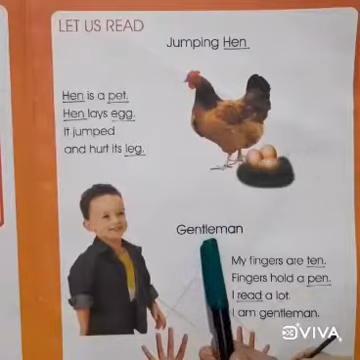 LET US READ
Jumping Hen
Hen is a pet.
Hen lays egg.
It jumped
and hurt its leg.
Gentleman
My fingers are ten.
Fingers hold a pen.
I read a lot.
I am gentleman.
VIVA